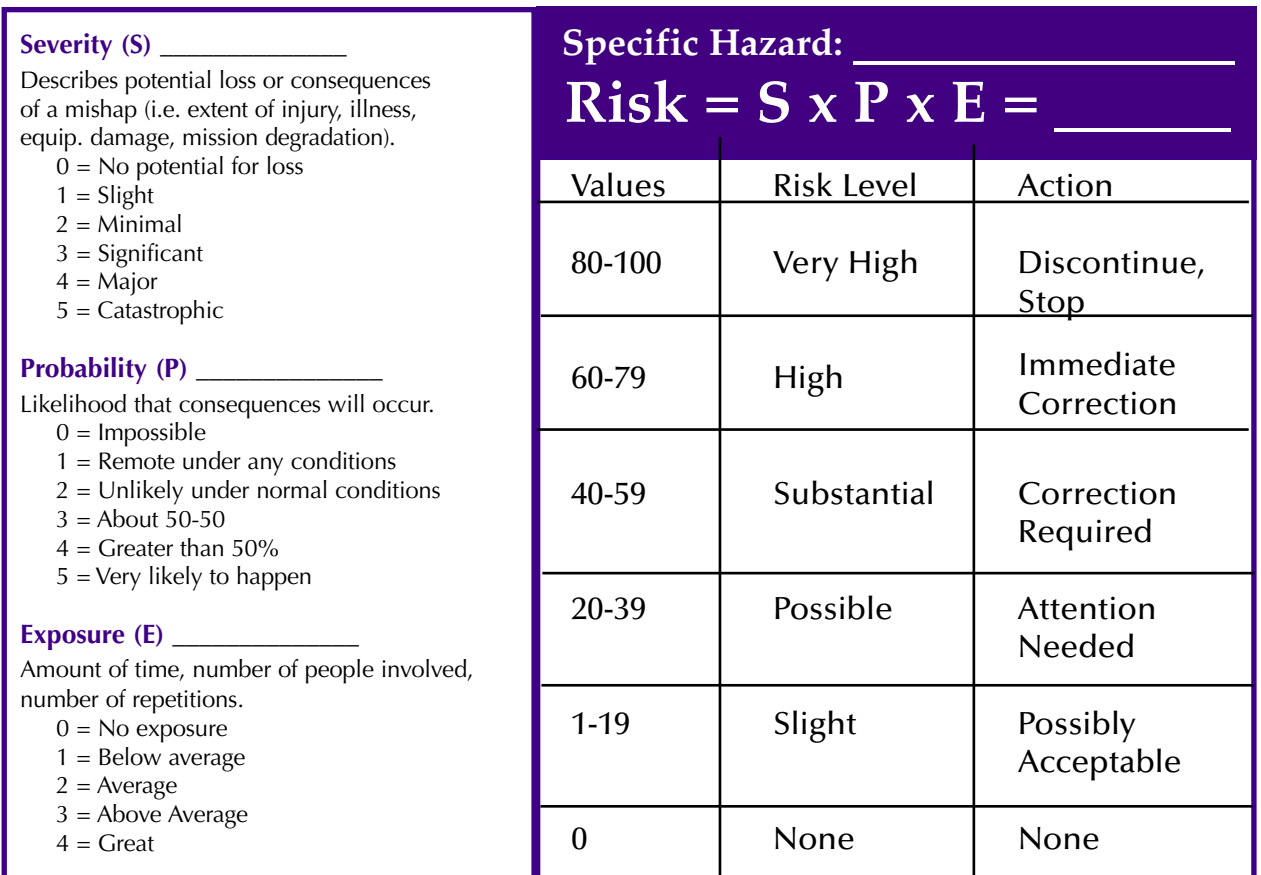 Severity (S) ______________
Describes potential loss or consequences
of a mishap (i.e. extent of injury, illness,
equip. damage, mission degradation).
0 = No potential for loss
1 = Slight
2 = Minimal
3 = Significant
4 = Major
5 = Catastrophic
Probability (P) ______________
Likelihood that consequences will occur.
0 = Impossible
1 = Remote under any conditions
2 = Unlikely under normal conditions
3 = About 50-50
4 = Greater than 50%
5 = Very likely to happen
Exposure (E) ______________
Amount of time, number of people involved,
number of repetitions.
0 = No exposure
1 = Below average
2 = Average
3 = Above Average
4 = Great
Specific Hazard: ______________
Risk = S x P x E = ______
Values Risk Level Action
80-100 Very High Discontinue,
Stop
60-79 High Immediate
Correction
40-59 Substantial Correction
Required
20-39 Possible Attention
Needed
1-19 Slight Possibly
Acceptable
0 None None